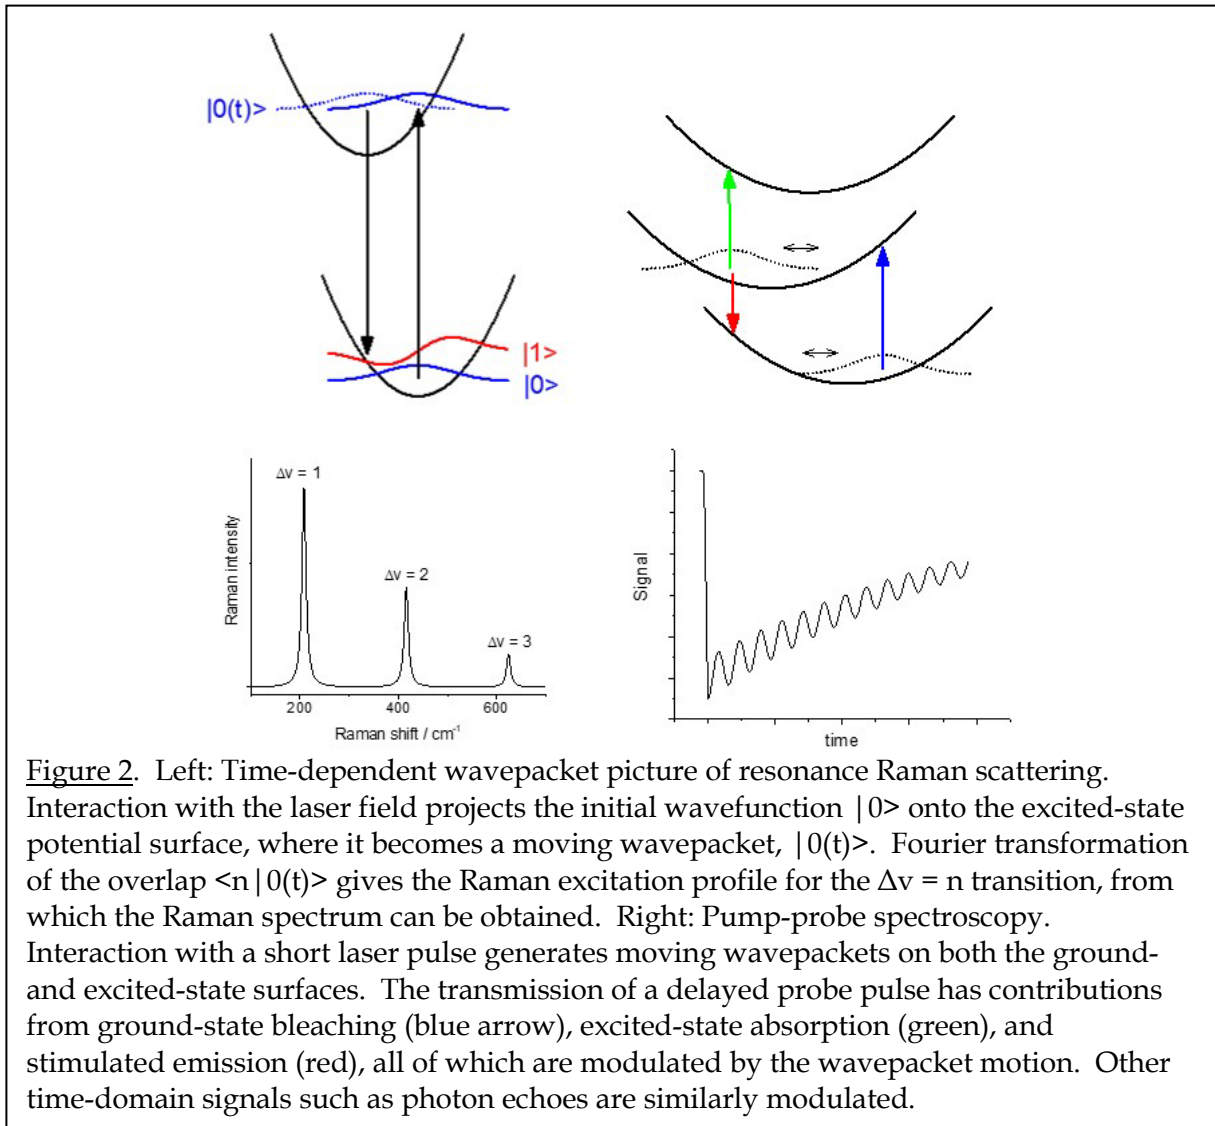 |0(t)>
|1>
|0>
Δv = 1
Δv = 2
Δv = 3
Raman intensity
200
400
600
Raman shift / cm⁻¹
Signal
time
Figure 2. Left: Time-dependent wavepacket picture of resonance Raman scattering.
Interaction with the laser field projects the initial wavefunction |0> onto the excited-state
potential surface, where it becomes a moving wavepacket, |0(t)>. Fourier transformation
of the overlap <n|0(t)> gives the Raman excitation profile for the Δv = n transition, from
which the Raman spectrum can be obtained. Right: Pump-probe spectroscopy.
Interaction with a short laser pulse generates moving wavepackets on both the ground-
and excited-state surfaces. The transmission of a delayed probe pulse has contributions
from ground-state bleaching (blue arrow), excited-state absorption (green), and
stimulated emission (red), all of which are modulated by the wavepacket motion. Other
time-domain signals such as photon echoes are similarly modulated.